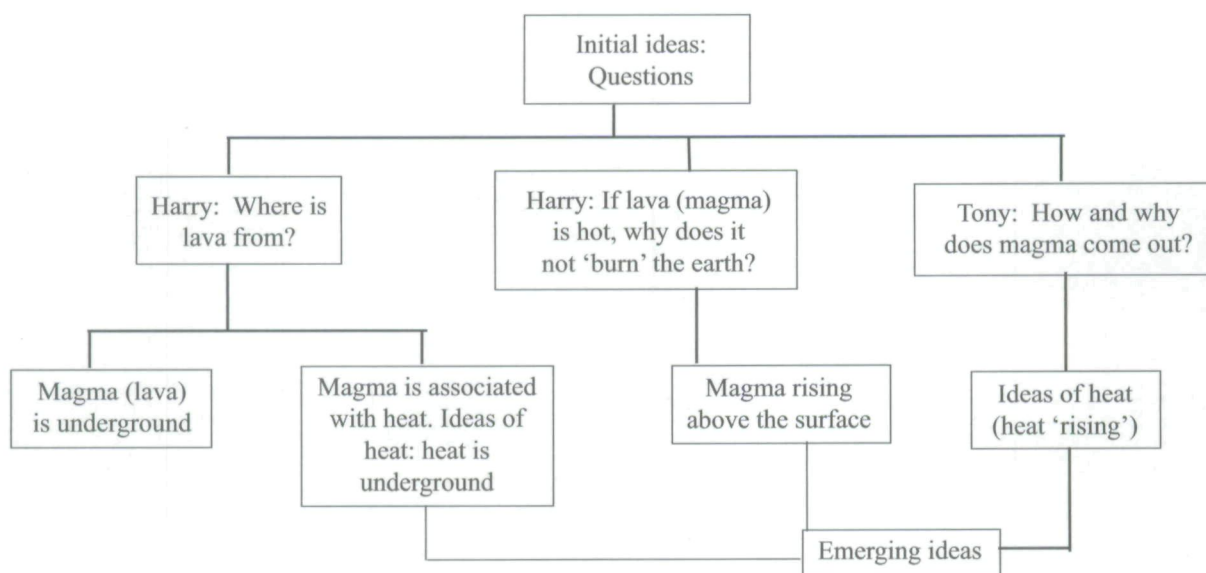 Initial ideas:
Questions
Harry: Where is
lava from?
Harry: If lava (magma)
is hot, why does it
not ‘burn’ the earth?
Tony: How and why
does magma come out?
Magma (lava)
is underground
Magma is associated
with heat. Ideas of
heat: heat is
underground
Magma rising
above the surface
Ideas of heat
(heat ‘rising’)
Emerging ideas